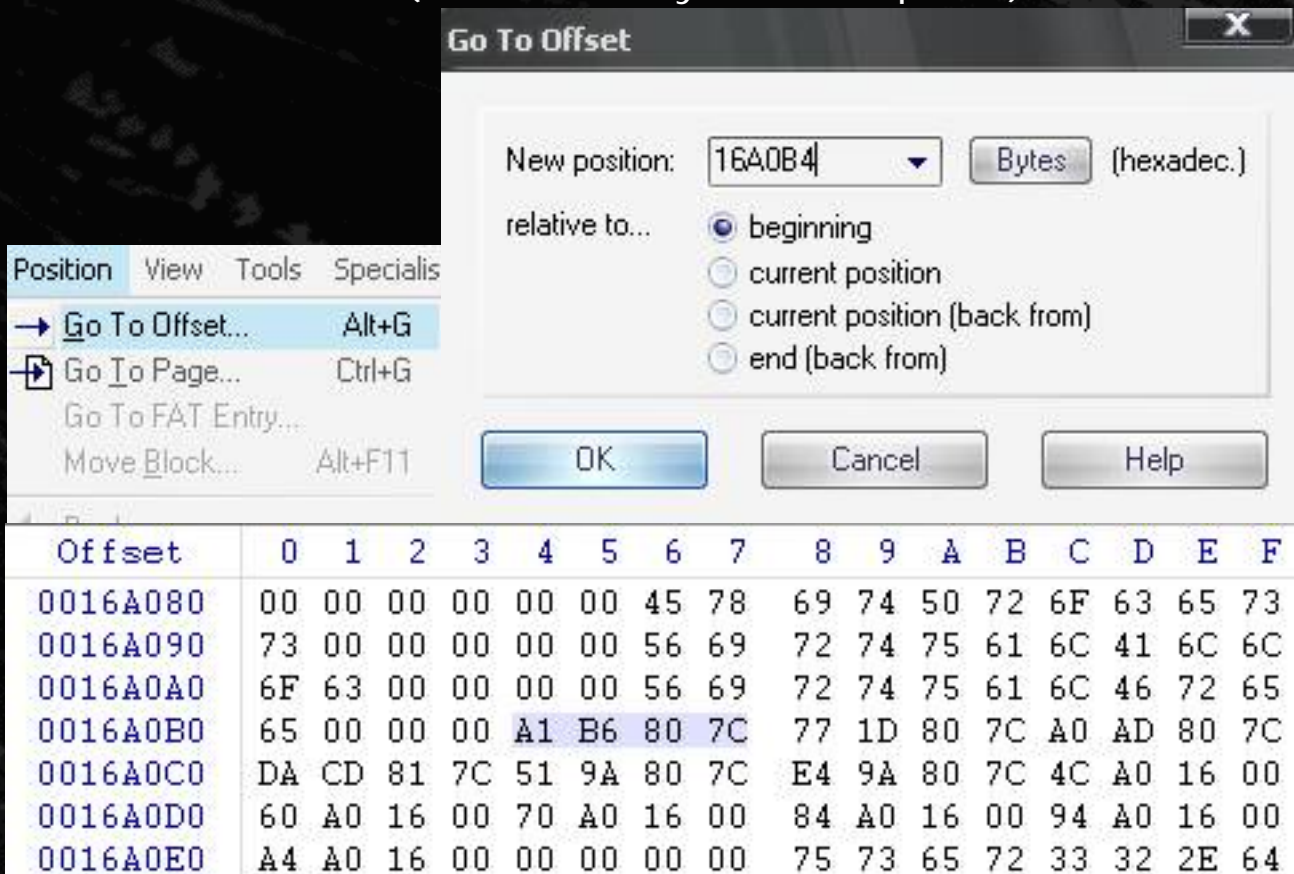 Go To Offset
New position: 16A0B4 Bytes (hexadec.)
relative to... beginning
current position
current position (back from)
end (back from)
OK Cancel Help
Position View Tools Specialis
Go To Offset... Alt+G
Go To Page... Ctrl+G
Go To FAT Entry...
Move Block... Alt+F11
Offset 0 1 2 3 4 5 6 7 8 9 A B C D E F
0016A080 00 00 00 00 00 00 45 78 69 74 50 72 6F 63 65 73
0016A090 73 00 00 00 00 00 56 69 72 74 75 61 6C 41 6C 6C
0016A0A0 6F 63 00 00 00 00 56 69 72 74 75 61 6C 46 72 65
0016A0B0 65 00 00 00 A1 B6 80 7C 77 1D 80 7C A0 AD 80 7C
0016A0C0 DA CD 81 7C 51 9A 80 7C E4 9A 80 7C 4C A0 16 00
0016A0D0 60 A0 16 00 70 A0 16 00 84 A0 16 00 94 A0 16 00
0016A0E0 A4 A0 16 00 00 00 00 00 75 73 65 72 33 32 2E 64